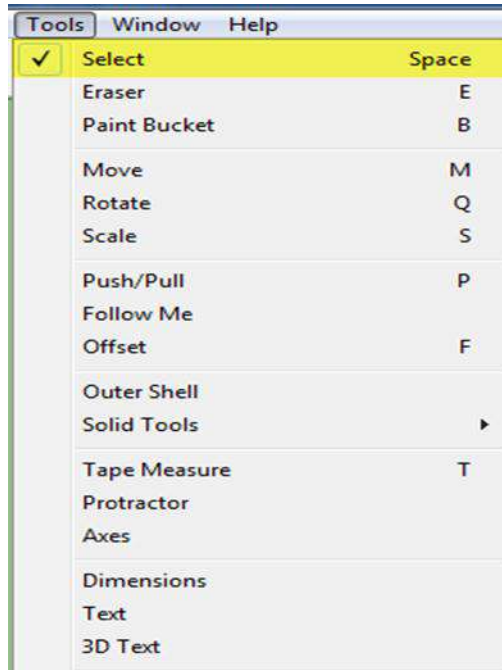 Tools Window Help
Select Space
Eraser E
Paint Bucket B
Move M
Rotate Q
Scale S
Push/Pull P
Follow Me
Offset F
Outer Shell
Solid Tools
Tape Measure T
Protractor
Axes
Dimensions
Text
3D Text